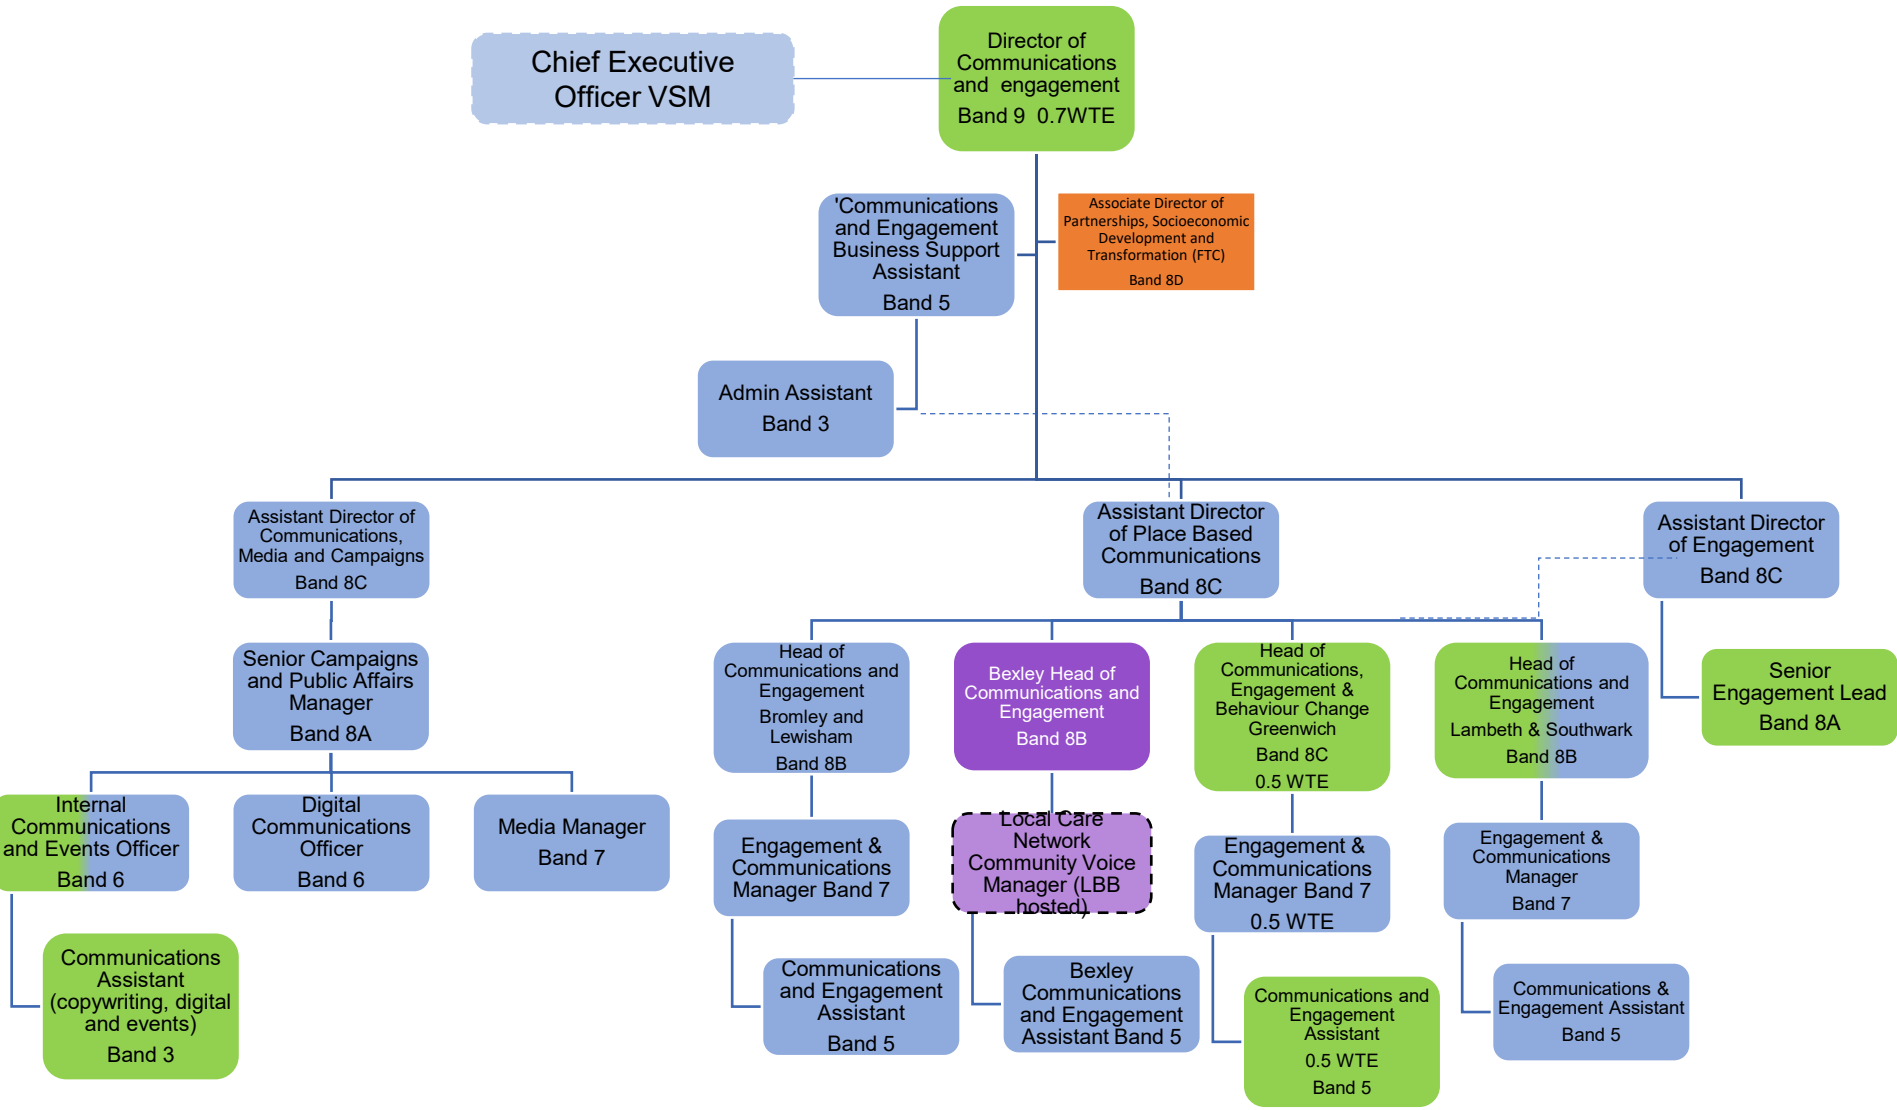 Chief Executive
Officer VSM
Director of
Communications
and engagement
Band 9 0.7WTE
'Communications
and Engagement
Business Support
Assistant
Band 5
Associate Director of
Partnerships, Socioeconomic
Development and
Transformation (FTC)
Band 8D
Admin Assistant
Band 3
Assistant Director of
Communications,
Media and Campaigns
Band 8C
Assistant Director
of Place Based
Communications
Band 8C
Assistant Director
of Engagement
Band 8C
Senior Campaigns
and Public Affairs
Manager
Band 8A
Head of
Communications and
Engagement
Bromley and
Lewisham
Band 8B
Bexley Head of
Communications and
Engagement
Band 8B
Head of
Communications,
Engagement &
Behaviour Change
Greenwich
Band 8C
0.5 WTE
Head of
Communications and
Engagement
Lambeth & Southwark
Band 8B
Senior
Engagement Lead
Band 8A
Internal
Communications
and Events Officer
Band 6
Digital
Communications
Officer
Band 6
Media Manager
Band 7
Engagement &
Communications
Manager Band 7
Local Care
Network
Community Voice
Manager (LBB
hosted)
Engagement &
Communications
Manager Band 7
0.5 WTE
Engagement &
Communications
Manager
Band 7
Communications
Assistant
(copywriting, digital
and events)
Band 3
Communications
and Engagement
Assistant
Band 5
Bexley
Communications
and Engagement
Assistant Band 5
Communications and
Engagement
Assistant
0.5 WTE
Band 5
Communications &
Engagement Assistant
Band 5